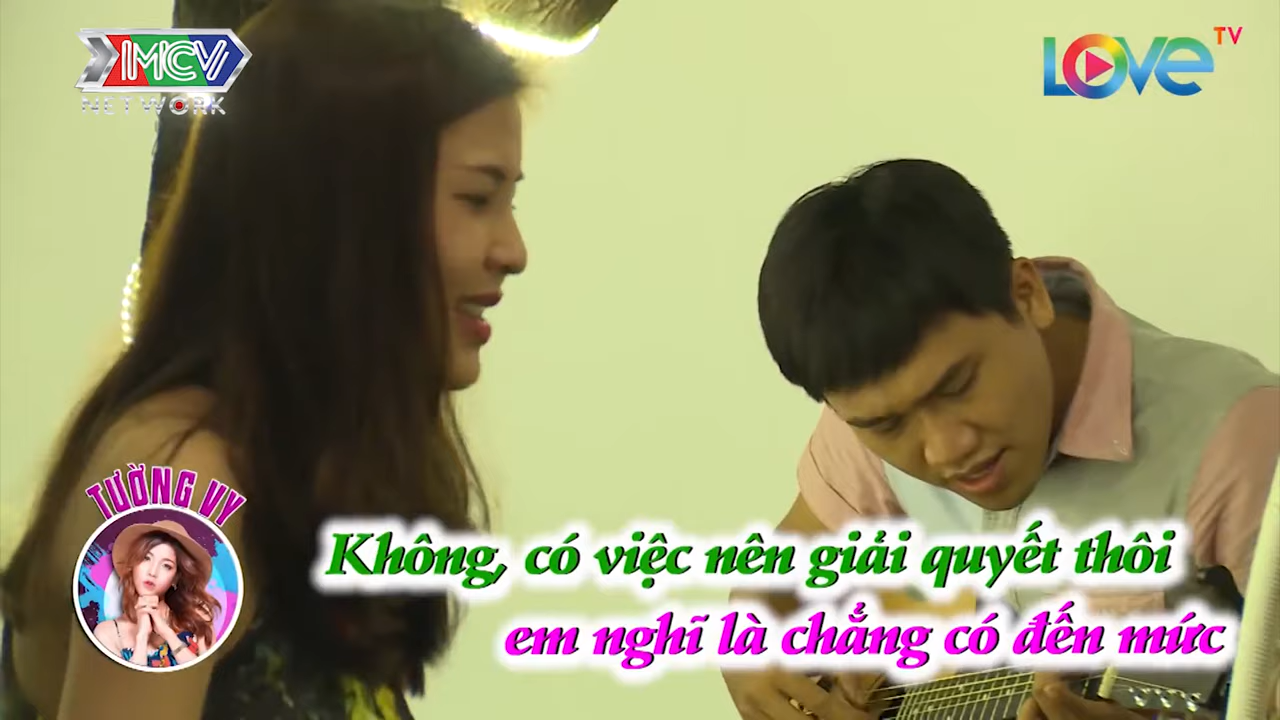 MCV
NETWORK
LOVE TV
TƯỜNG VY
Không, có việc nên giải quyết thôi
em nghĩ là chẳng có đến mức